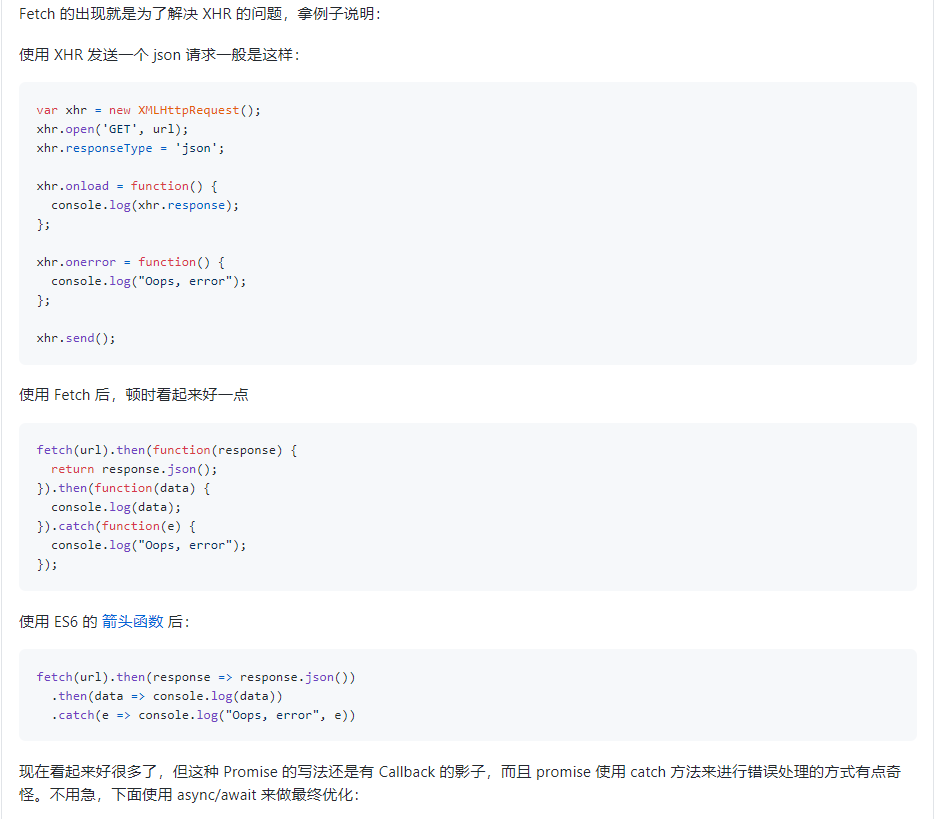 Fetch 的出现就是为了解决 XHR 的问题，拿例子说明：
使用 XHR 发送一个 json 请求一般是这样：
var xhr = new XMLHttpRequest();
xhr.open('GET', url);
xhr.responseType = 'json';

xhr.onload = function() {
  console.log(xhr.response);
};

xhr.onerror = function() {
  console.log("Oops, error");
};

xhr.send();
使用 Fetch 后，顿时看起来好一点
fetch(url).then(function(response) {
  return response.json();
}).then(function(data) {
  console.log(data);
}).catch(function(e) {
  console.log("Oops, error");
});
使用 ES6 的 箭头函数 后：
fetch(url).then(response => response.json())
  .then(data => console.log(data))
  .catch(e => console.log("Oops, error", e))
现在看起来好很多了，但这种 Promise 的写法还是有 Callback 的影子，而且 promise 使用 catch 方法来进行错误处理的方式有点奇
怪。不用急，下面使用 async/await 来做最终优化：